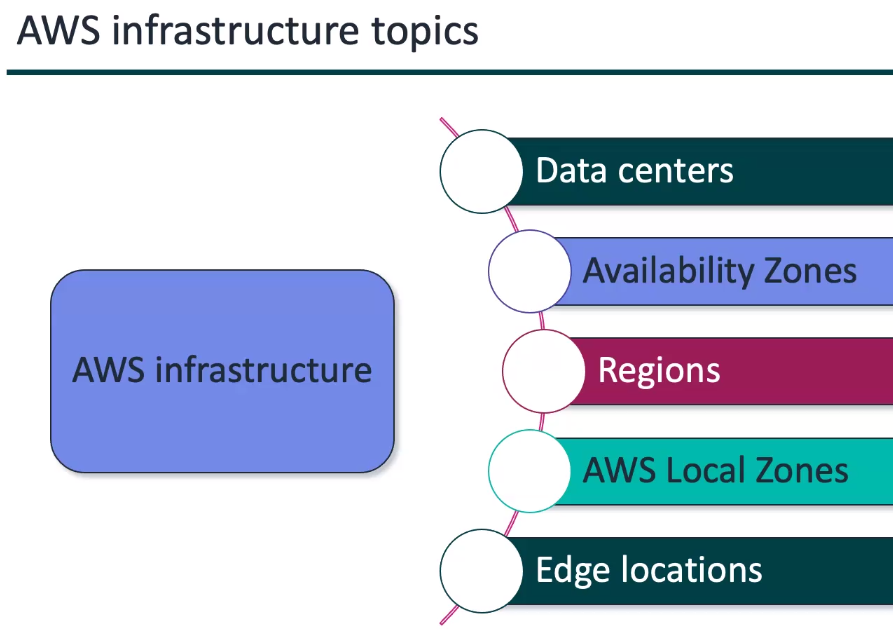 AWS infrastructure topics
AWS infrastructure
Data centers
Availability Zones
Regions
AWS Local Zones
Edge locations